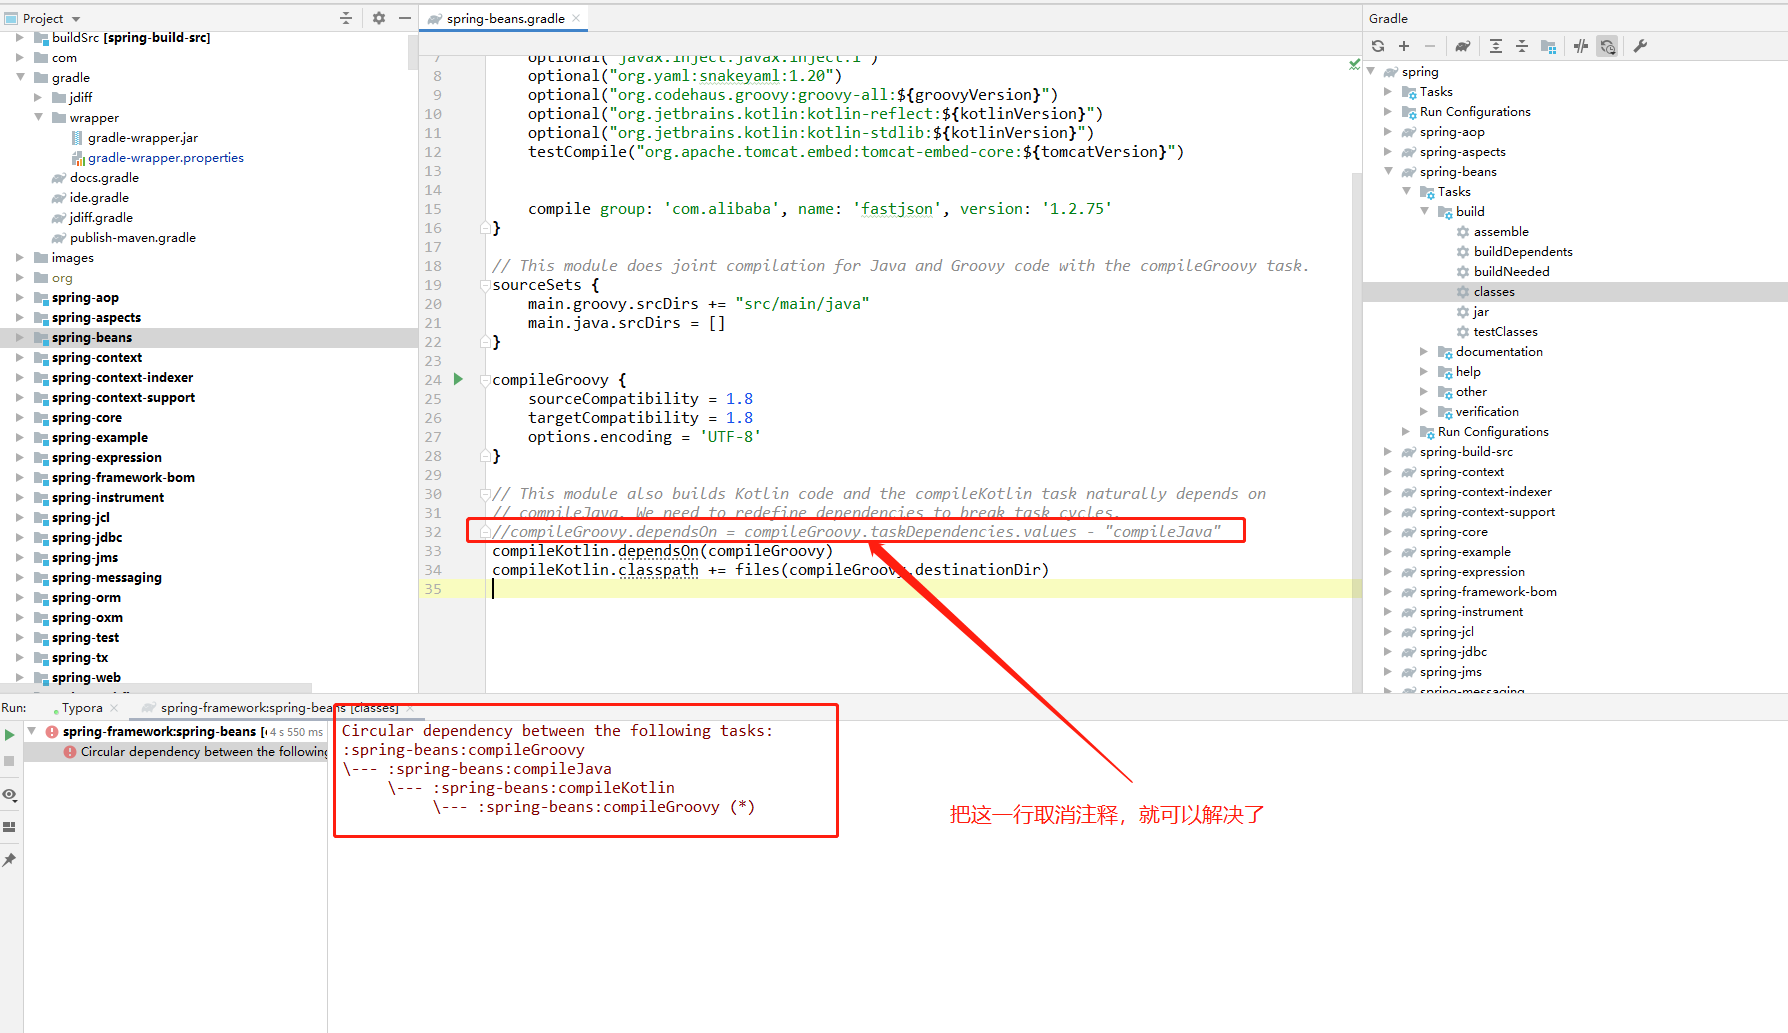 Project
buildSrc [spring-build-src]
com
gradle
jdiff
wrapper
gradle-wrapper.jar
gradle-wrapper.properties
docs.gradle
ide.gradle
jdiff.gradle
publish-maven.gradle
images
org
spring-aop
spring-aspects
spring-beans
spring-context
spring-context-indexer
spring-context-support
spring-core
spring-example
spring-expression
spring-framework-bom
spring-instrument
spring-jcl
spring-jdbc
spring-jms
spring-messaging
spring-orm
spring-oxm
spring-test
spring-tx
spring-web
spring-beans.gradle
7 optional("javax.inject:javax.inject:1")
8 optional("org.yaml:snakeyaml:1.20")
9 optional("org.codehaus.groovy:groovy-all:${groovyVersion}")
10 optional("org.jetbrains.kotlin:kotlin-reflect:${kotlinVersion}")
11 optional("org.jetbrains.kotlin:kotlin-stdlib:${kotlinVersion}")
12 testCompile("org.apache.tomcat.embed:tomcat-embed-core:${tomcatVersion}")
13
14
15 compile group: 'com.alibaba', name: 'fastjson', version: '1.2.75'
16 }
17
18 // This module does joint compilation for Java and Groovy code with the compileGroovy task.
19 sourceSets {
20 main.groovy.srcDirs += "src/main/java"
21 main.java.srcDirs = []
22 }
23
24 compileGroovy {
25 sourceCompatibility = 1.8
26 targetCompatibility = 1.8
27 options.encoding = 'UTF-8'
28 }
29
30 // This module also builds Kotlin code and the compileKotlin task naturally depends on
31 // compileJava. We need to redefine dependencies to break task cycles.
32 //compileGroovy.dependsOn = compileGroovy.taskDependencies.values - "compileJava"
33 compileKotlin.dependsOn(compileGroovy)
34 compileKotlin.classpath += files(compileGroovy.destinationDir)
35
Gradle
spring
Tasks
Run Configurations
spring-aop
spring-aspects
spring-beans
Tasks
build
assemble
buildDependents
buildNeeded
classes
jar
testClasses
documentation
help
other
verification
Run Configurations
spring-build-src
spring-context
spring-context-indexer
spring-context-support
spring-core
spring-example
spring-expression
spring-framework-bom
spring-instrument
spring-jcl
spring-jdbc
spring-jms
spring-messaging
Run:
Typora
spring-framework:spring-beans [classes]
spring-framework:spring-beans [ 4 s 550 ms
Circular dependency between the following
Circular dependency between the following tasks:
:spring-beans:compileGroovy
\--- :spring-beans:compileJava
\--- :spring-beans:compileKotlin
\--- :spring-beans:compileGroovy (*)
把这一行取消注释，就可以解决了